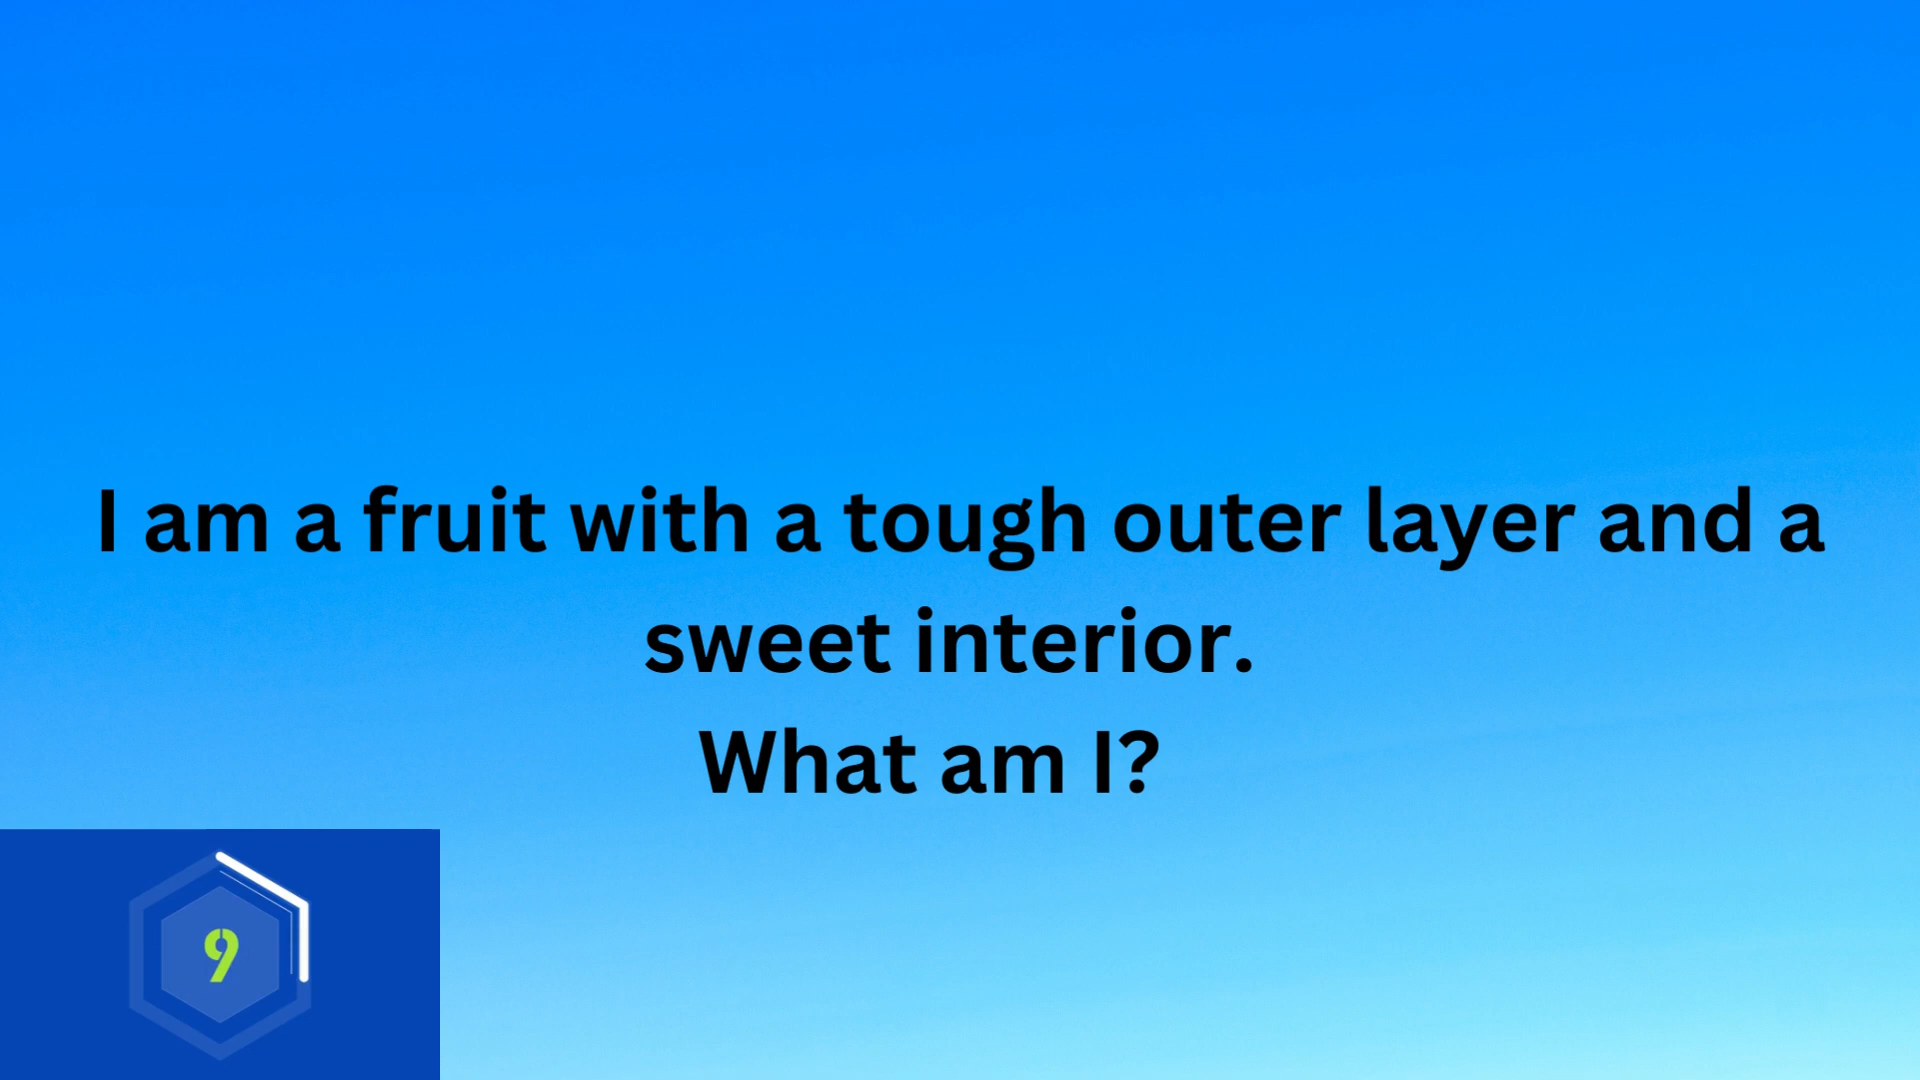 I am a fruit with a tough outer layer and a
sweet interior.
What am I?
9